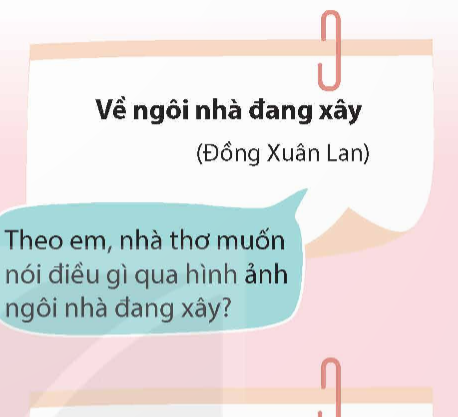 Về ngôi nhà đang xây
(Đồng Xuân Lan)
Theo em, nhà thơ muốn
nói điều gì qua hình ảnh
ngôi nhà đang xây?